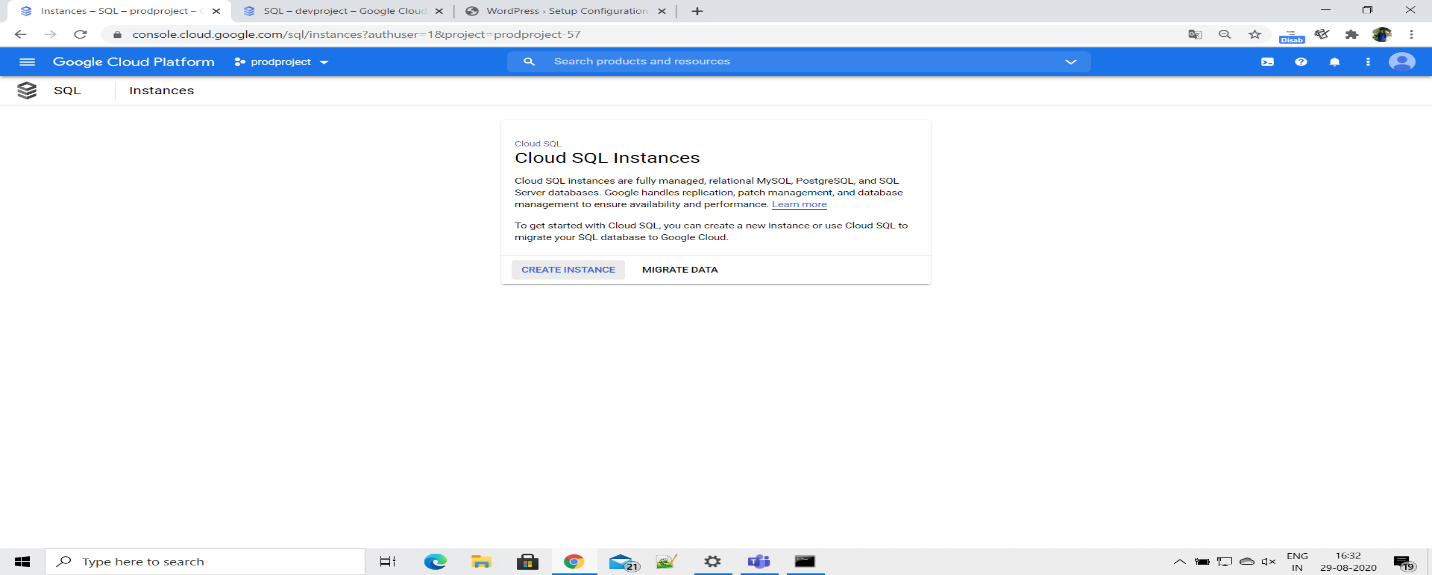 Instances – SQL – prodproject –
SQL – devproject – Google Cloud
WordPress › Setup Configuration
console.cloud.google.com/sql/instances?authuser=1&project=prodproject-57
Disab
Google Cloud Platform
prodproject
Search products and resources
SQL
Instances
Cloud SQL
Cloud SQL Instances
Cloud SQL instances are fully managed, relational MySQL, PostgreSQL, and SQL
Server databases. Google handles replication, patch management, and database
management to ensure availability and performance. Learn more
To get started with Cloud SQL, you can create a new instance or use Cloud SQL to
migrate your SQL database to Google Cloud.
CREATE INSTANCE
MIGRATE DATA
Type here to search
21
ENG
IN
16:32
29-08-2020
19